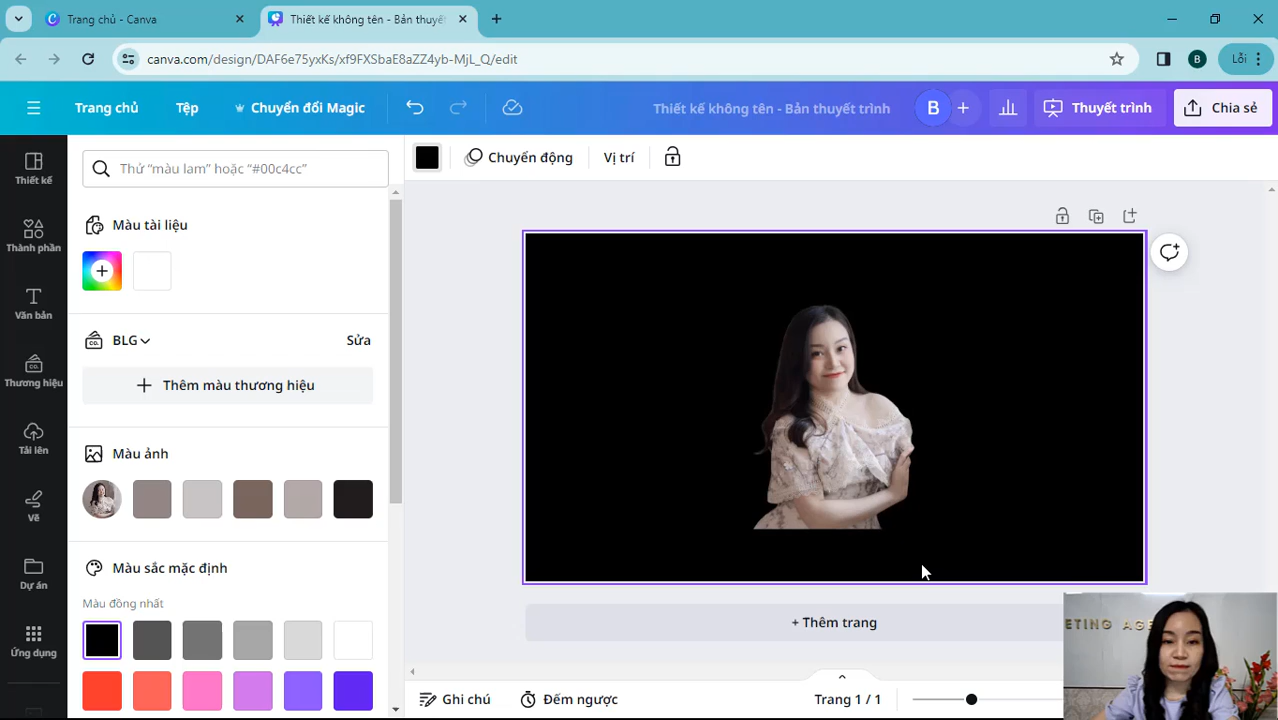 Trang chủ - Canva
Thiết kế không tên - Bản thuyết
canva.com/design/DAF6e75yxKs/xf9FXSbaE8aZZ4yb-MjL_Q/edit
B
Lỗi
Trang chủ
Tệp
Chuyển đổi Magic
Thiết kế không tên - Bản thuyết trình
B
Thuyết trình
Chia sẻ
Thiết kế
Thành phần
Văn bản
Thương hiệu
Tải lên
Vẽ
Dự án
Ứng dụng
Thử "màu lam" hoặc "#00c4cc"
Màu tài liệu
CO.
BLG
Sửa
Thêm màu thương hiệu
Màu ảnh
Màu sắc mặc định
Màu đồng nhất
Chuyển động
Vị trí
+ Thêm trang
Ghi chú
Đếm ngược
Trang 1 / 1
ETING AGE